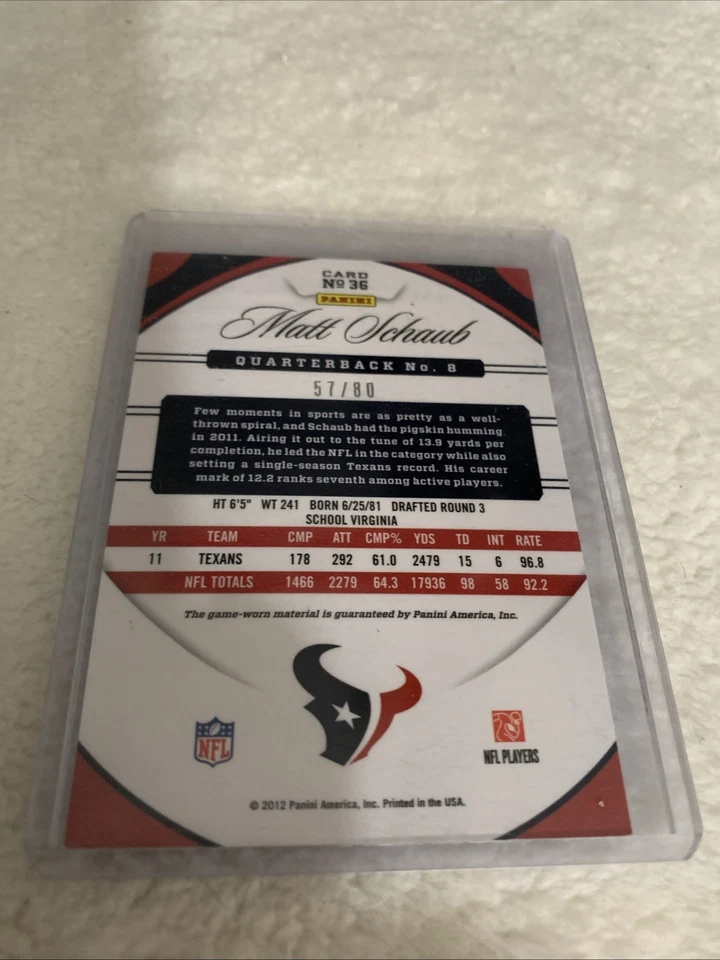 CARD
Nº 36
PANINI
Matt Schaub
QUARTERBACK No. 8
57/80
Few moments in sports are as pretty as a well-
thrown spiral, and Schaub had the pigskin humming
in 2011. Airing it out to the tune of 13.9 yards per
completion, he led the NFL in the category while also
setting a single-season Texans record. His career
mark of 12.2 ranks seventh among active players.
HT 6'5" WT 241 BORN 6/25/81 DRAFTED ROUND 3
SCHOOL VIRGINIA
YR TEAM CMP ATT CMP% YDS TD INT RATE
11 TEXANS 178 292 61.0 2479 15 6 96.8
NFL TOTALS 1466 2279 64.3 17936 98 58 92.2
The game-worn material is guaranteed by Panini America, Inc.
NFL
NFL PLAYERS
© 2012 Panini America, Inc. Printed in the USA.